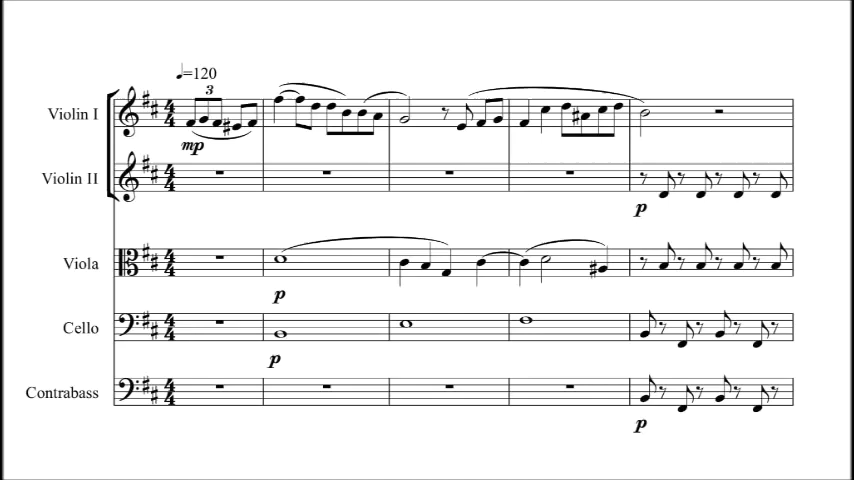 ♩=120
3
Violin I
mp
Violin II
p
Viola
p
Cello
p
Contrabass
p